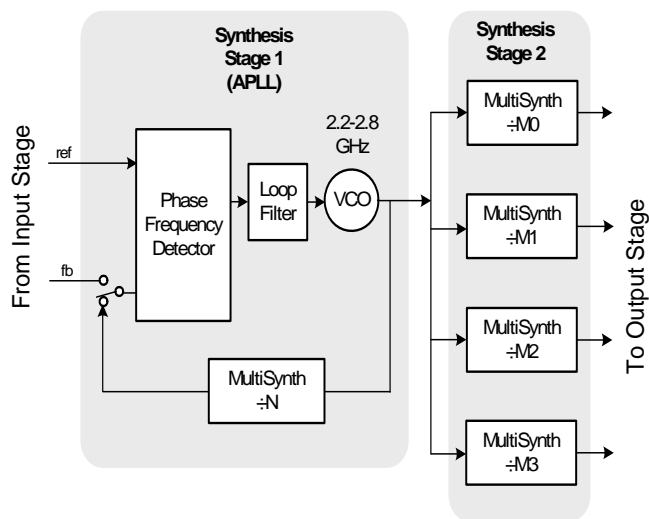 Synthesis
Stage 1
(APLL)
Synthesis
Stage 2
From Input Stage
ref
fb
Phase
Frequency
Detector
Loop
Filter
2.2-2.8
GHz
VCO
MultiSynth
÷N
MultiSynth
÷M0
MultiSynth
÷M1
MultiSynth
÷M2
MultiSynth
÷M3
To Output Stage